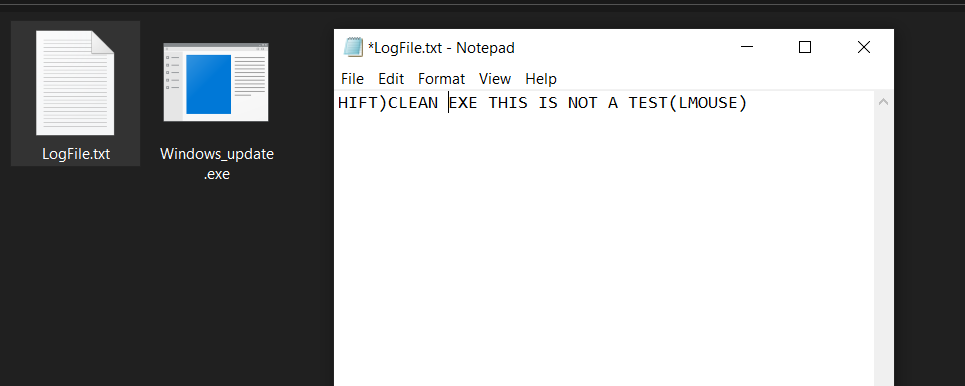 *LogFile.txt - Notepad
File Edit Format View Help
HIFT)CLEAN EXE THIS IS NOT A TEST(LMOUSE)
LogFile.txt
Windows_update
.exe